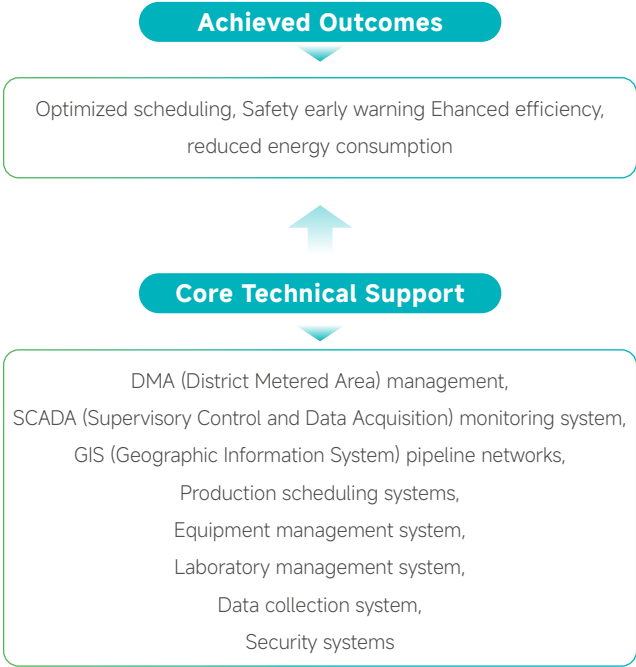 Achieved Outcomes
Optimized scheduling, Safety early warning Ehanced efficiency,
reduced energy consumption
Core Technical Support
DMA (District Metered Area) management,
SCADA (Supervisory Control and Data Acquisition) monitoring system,
GIS (Geographic Information System) pipeline networks,
Production scheduling systems,
Equipment management system,
Laboratory management system,
Data collection system,
Security systems